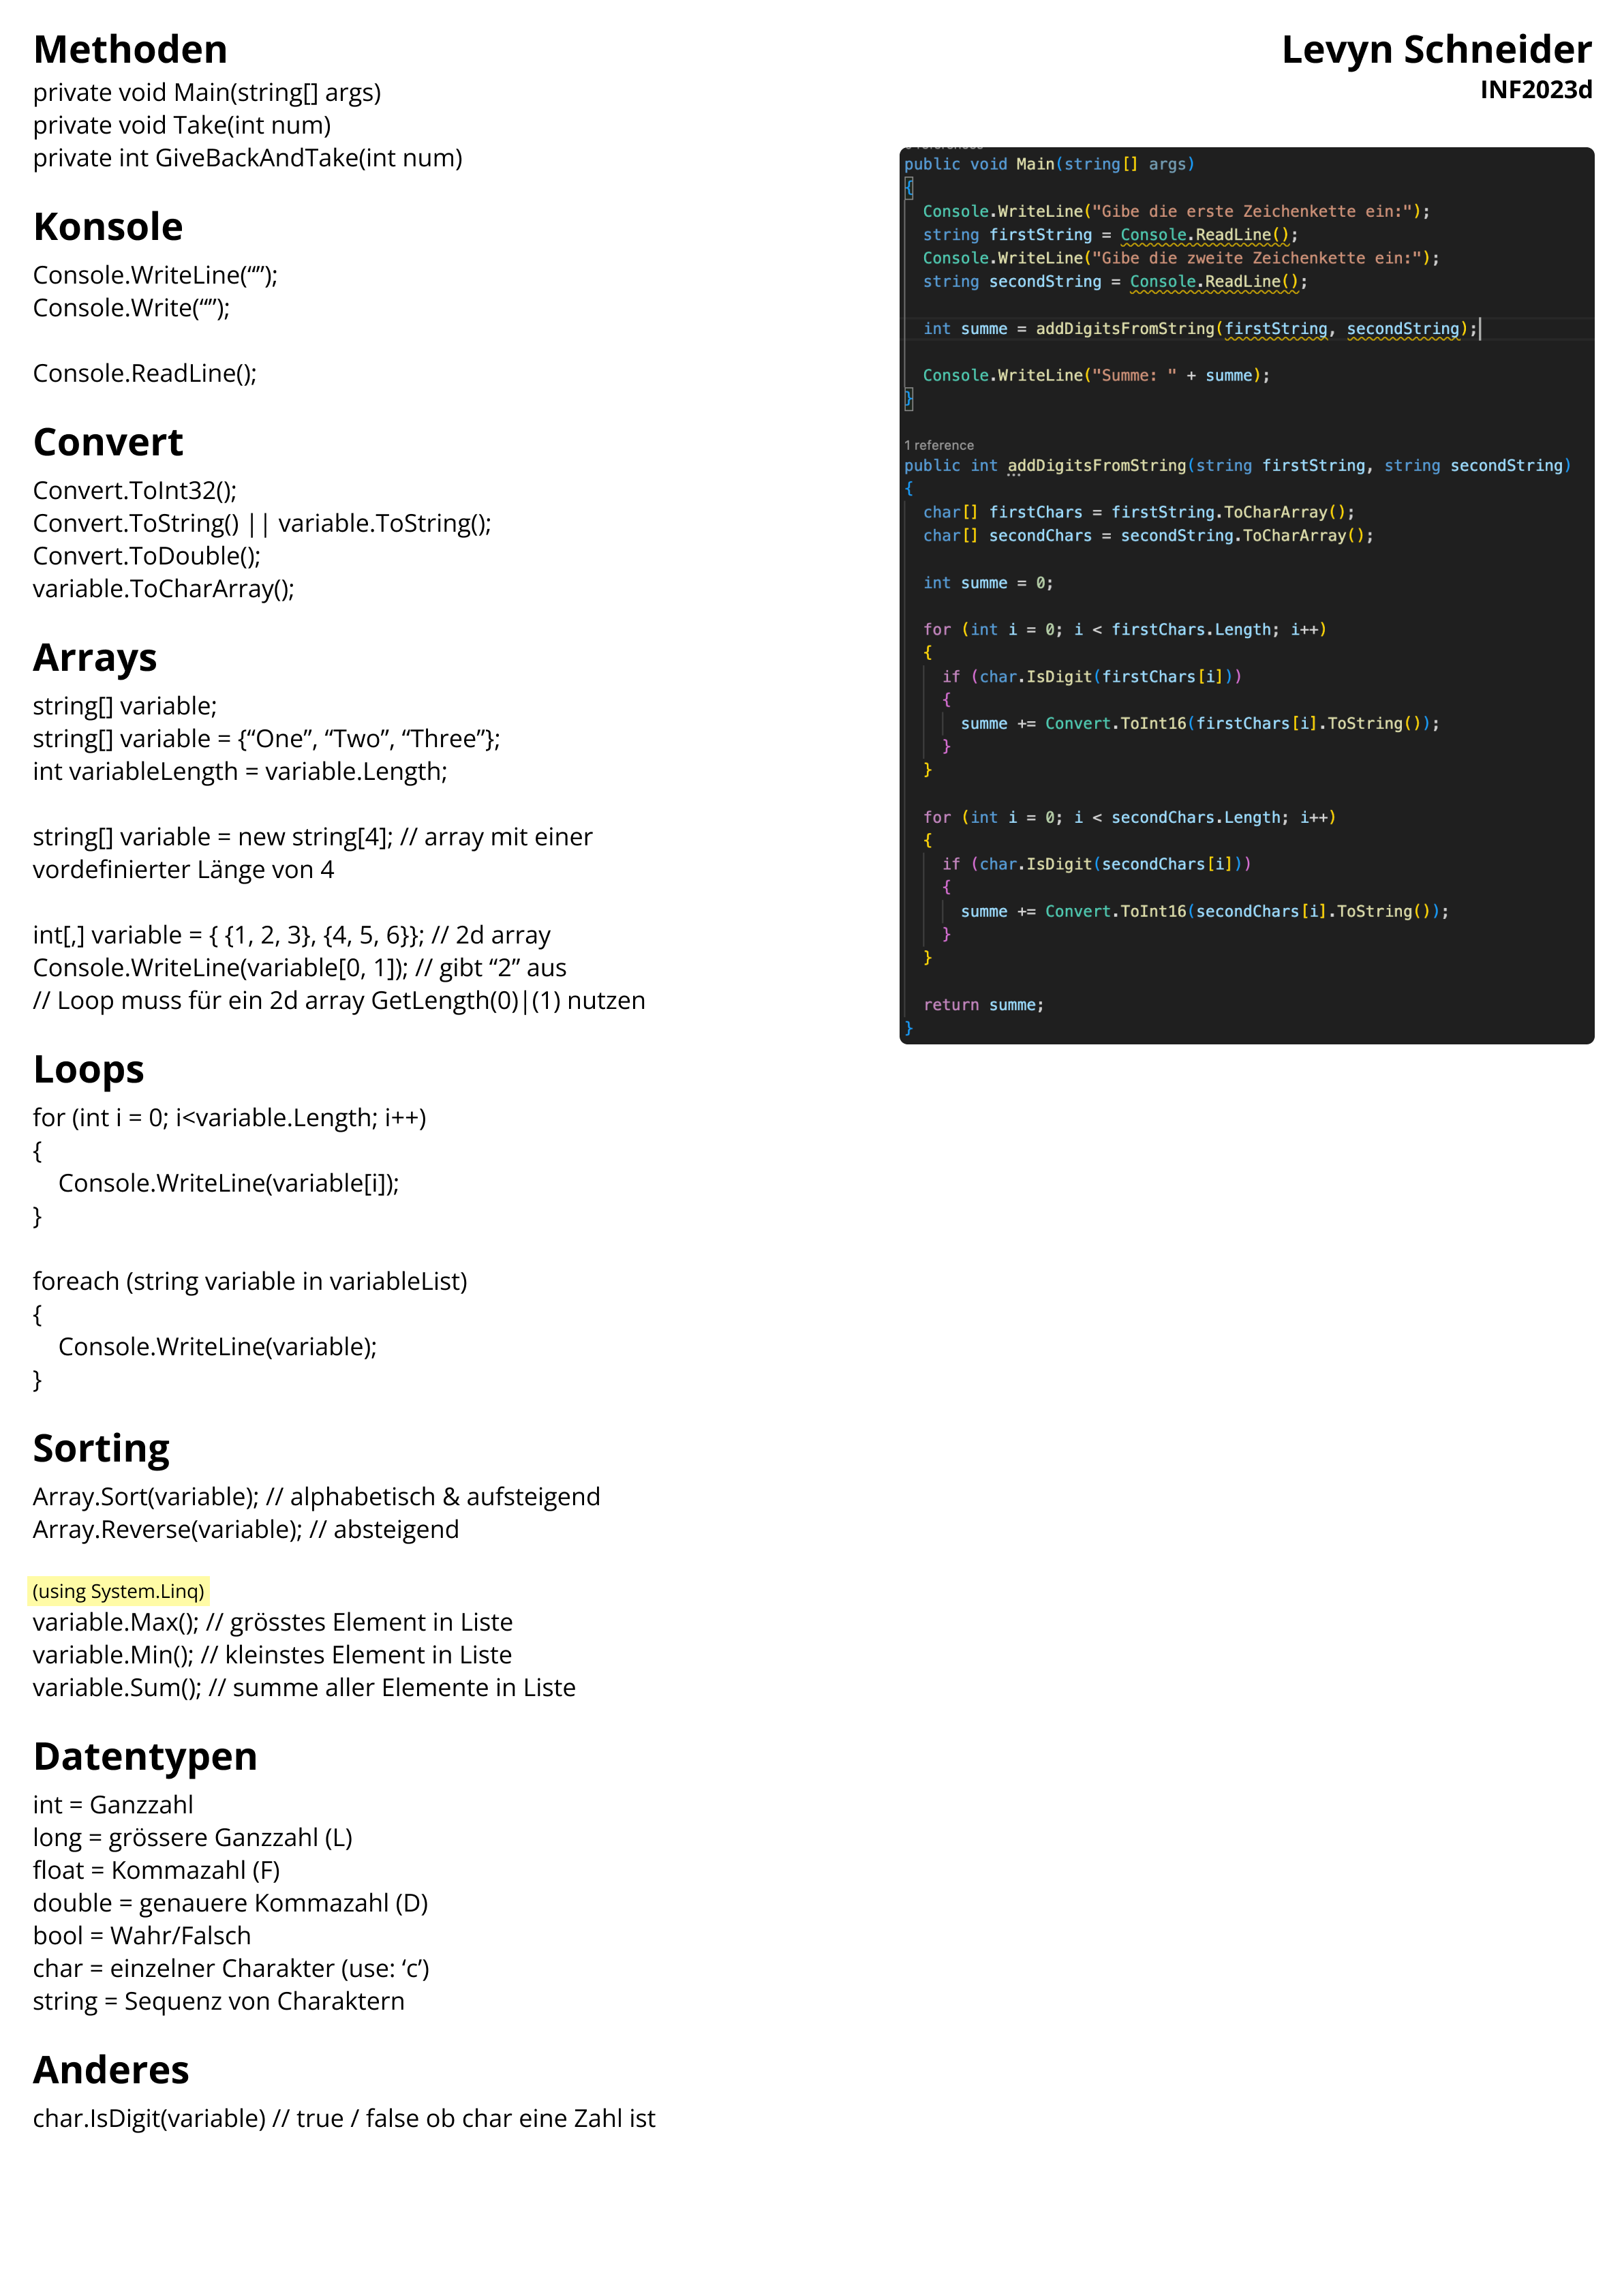 Methoden
private void Main(string[] args)
private void Take(int num)
private int GiveBackAndTake(int num)
Konsole
Console.WriteLine(“”);
Console.Write(“”);
Console.ReadLine();
Convert
Convert.ToInt32();
Convert.ToString() || variable.ToString();
Convert.ToDouble();
variable.ToCharArray();
Arrays
string[] variable;
string[] variable = {“One”, “Two”, “Three”};
int variableLength = variable.Length;
string[] variable = new string[4]; // array mit einer
vordefinierter Länge von 4
int[,] variable = { {1, 2, 3}, {4, 5, 6}}; // 2d array
Console.WriteLine(variable[0, 1]); // gibt “2” aus
// Loop muss für ein 2d array GetLength(0)|(1) nutzen
Loops
for (int i = 0; i<variable.Length; i++)
{
Console.WriteLine(variable[i]);
}
foreach (string variable in variableList)
{
Console.WriteLine(variable);
}
Sorting
Array.Sort(variable); // alphabetisch & aufsteigend
Array.Reverse(variable); // absteigend
(using System.Linq)
variable.Max(); // grösstes Element in Liste
variable.Min(); // kleinstes Element in Liste
variable.Sum(); // summe aller Elemente in Liste
Datentypen
int = Ganzzahl
long = grössere Ganzzahl (L)
float = Kommazahl (F)
double = genauere Kommazahl (D)
bool = Wahr/Falsch
char = einzelner Charakter (use: ‘c’)
string = Sequenz von Charaktern
Anderes
char.IsDigit(variable) // true / false ob char eine Zahl ist
Levyn Schneider
INF2023d
public void Main(string[] args)
{
Console.WriteLine("Gibe die erste Zeichenkette ein:");
string firstString = Console.ReadLine();
Console.WriteLine("Gibe die zweite Zeichenkette ein:");
string secondString = Console.ReadLine();
int summe = addDigitsFromString(firstString, secondString);
Console.WriteLine("Summe: " + summe);
}
1 reference
public int addDigitsFromString(string firstString, string secondString)
{
char[] firstChars = firstString.ToCharArray();
char[] secondChars = secondString.ToCharArray();
int summe = 0;
for (int i = 0; i < firstChars.Length; i++)
{
if (char.IsDigit(firstChars[i]))
{
summe += Convert.ToInt16(firstChars[i].ToString());
}
}
for (int i = 0; i < secondChars.Length; i++)
{
if (char.IsDigit(secondChars[i]))
{
summe += Convert.ToInt16(secondChars[i].ToString());
}
}
return summe;
}